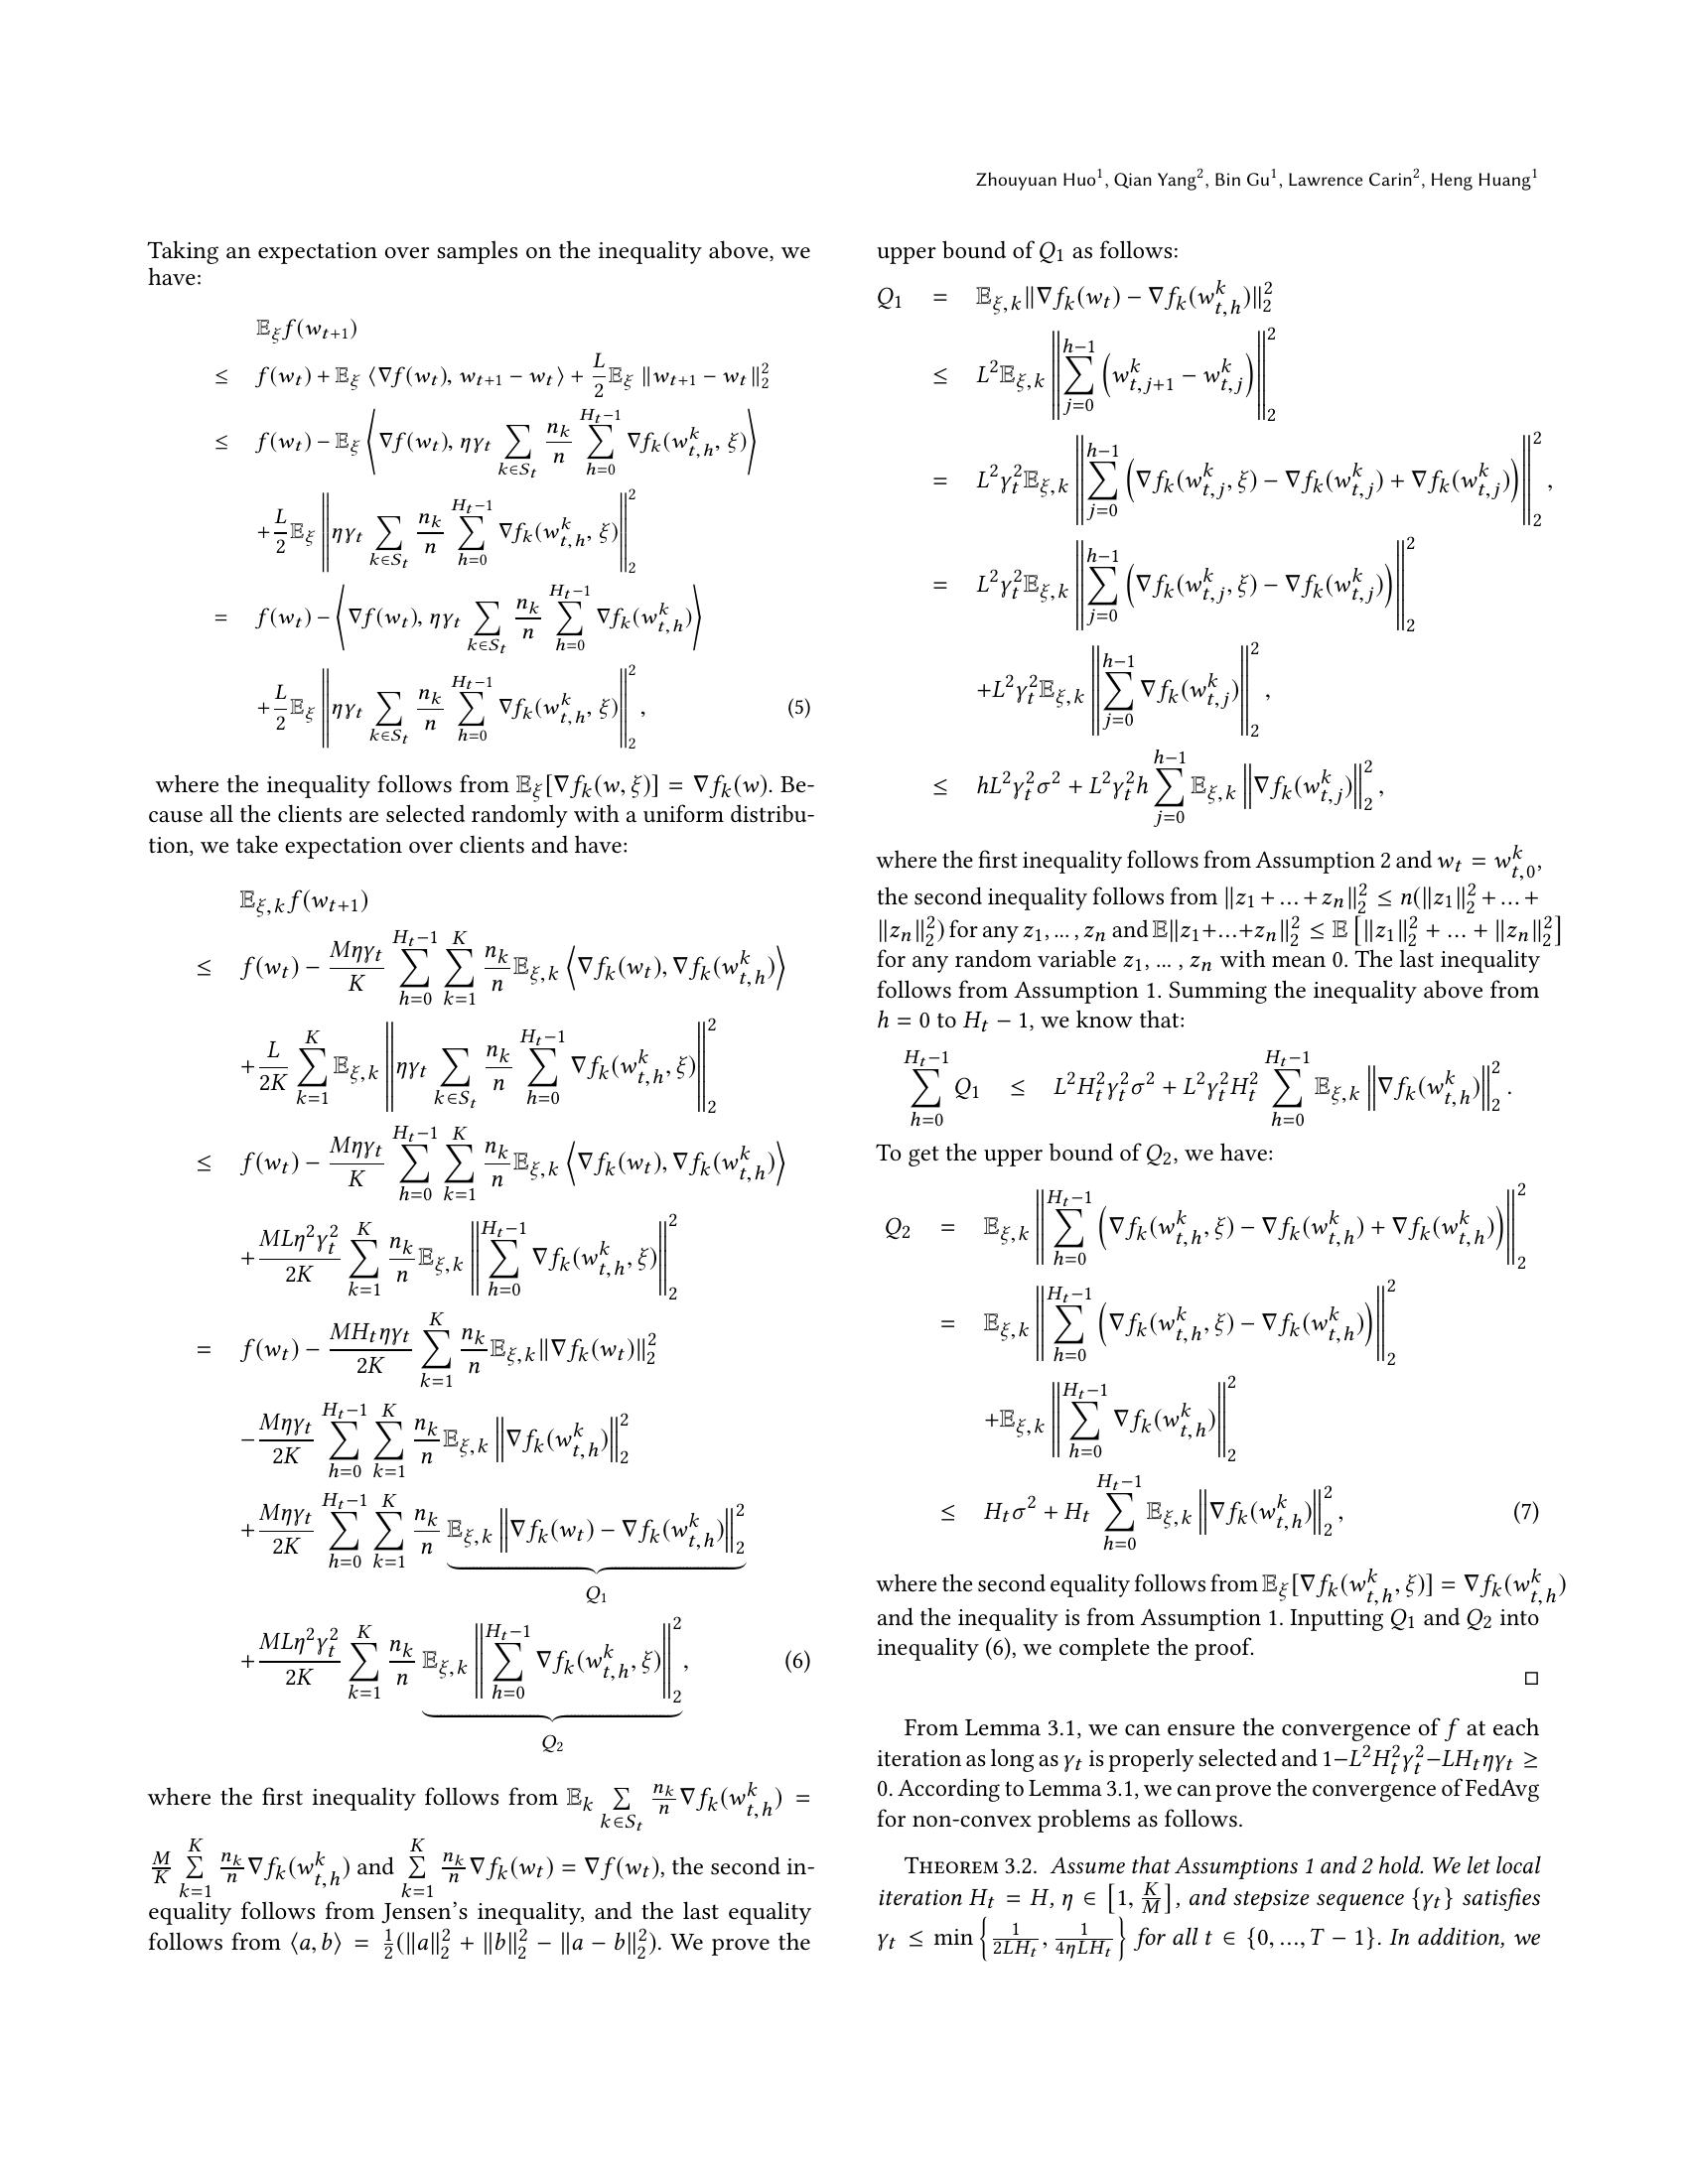 Zhouyuan Huo¹, Qian Yang², Bin Gu¹, Lawrence Carin², Heng Huang¹
Taking an expectation over samples on the inequality above, we
have:
$\mathbb{E}_{\xi} f(w_{t+1})$
$\leq \quad f(w_t) + \mathbb{E}_{\xi} \langle \nabla f(w_t), w_{t+1} - w_t \rangle + \frac{L}{2} \mathbb{E}_{\xi} \| w_{t+1} - w_t \|_2^2$
$\leq \quad f(w_t) - \mathbb{E}_{\xi} \left\langle \nabla f(w_t), \eta\gamma_t \sum_{k \in S_t} \frac{n_k}{n} \sum_{h=0}^{H_t-1} \nabla f_k(w_{t,h}^k, \xi) \right\rangle$
$+ \frac{L}{2} \mathbb{E}_{\xi} \left\| \eta\gamma_t \sum_{k \in S_t} \frac{n_k}{n} \sum_{h=0}^{H_t-1} \nabla f_k(w_{t,h}^k, \xi) \right\|_2^2$
$= \quad f(w_t) - \left\langle \nabla f(w_t), \eta\gamma_t \sum_{k \in S_t} \frac{n_k}{n} \sum_{h=0}^{H_t-1} \nabla f_k(w_{t,h}^k) \right\rangle$
$+ \frac{L}{2} \mathbb{E}_{\xi} \left\| \eta\gamma_t \sum_{k \in S_t} \frac{n_k}{n} \sum_{h=0}^{H_t-1} \nabla f_k(w_{t,h}^k, \xi) \right\|_2^2 , \quad (5)$
where the inequality follows from $\mathbb{E}_{\xi}[\nabla f_k(w, \xi)] = \nabla f_k(w)$. Be-
cause all the clients are selected randomly with a uniform distribu-
tion, we take expectation over clients and have:
$\mathbb{E}_{\xi,k} f(w_{t+1})$
$\leq \quad f(w_t) - \frac{M\eta\gamma_t}{K} \sum_{h=0}^{H_t-1} \sum_{k=1}^{K} \frac{n_k}{n} \mathbb{E}_{\xi,k} \left\langle \nabla f_k(w_t), \nabla f_k(w_{t,h}^k) \right\rangle$
$+ \frac{L}{2K} \sum_{k=1}^{K} \mathbb{E}_{\xi,k} \left\| \eta\gamma_t \sum_{k \in S_t} \frac{n_k}{n} \sum_{h=0}^{H_t-1} \nabla f_k(w_{t,h}^k, \xi) \right\|_2^2$
$\leq \quad f(w_t) - \frac{M\eta\gamma_t}{K} \sum_{h=0}^{H_t-1} \sum_{k=1}^{K} \frac{n_k}{n} \mathbb{E}_{\xi,k} \left\langle \nabla f_k(w_t), \nabla f_k(w_{t,h}^k) \right\rangle$
$+ \frac{ML\eta^2\gamma_t^2}{2K} \sum_{k=1}^{K} \frac{n_k}{n} \mathbb{E}_{\xi,k} \left\| \sum_{h=0}^{H_t-1} \nabla f_k(w_{t,h}^k, \xi) \right\|_2^2$
$= \quad f(w_t) - \frac{MH_t\eta\gamma_t}{2K} \sum_{k=1}^{K} \frac{n_k}{n} \mathbb{E}_{\xi,k} \| \nabla f_k(w_t) \|_2^2$
$- \frac{M\eta\gamma_t}{2K} \sum_{h=0}^{H_t-1} \sum_{k=1}^{K} \frac{n_k}{n} \mathbb{E}_{\xi,k} \left\| \nabla f_k(w_{t,h}^k) \right\|_2^2$
$+ \frac{M\eta\gamma_t}{2K} \sum_{h=0}^{H_t-1} \sum_{k=1}^{K} \frac{n_k}{n} \underbrace{\mathbb{E}_{\xi,k} \left\| \nabla f_k(w_t) - \nabla f_k(w_{t,h}^k) \right\|_2^2}_{Q_1}$
$+ \frac{ML\eta^2\gamma_t^2}{2K} \sum_{k=1}^{K} \frac{n_k}{n} \underbrace{\mathbb{E}_{\xi,k} \left\| \sum_{h=0}^{H_t-1} \nabla f_k(w_{t,h}^k, \xi) \right\|_2^2}_{Q_2} , \quad (6)$
where the first inequality follows from $\mathbb{E}_k \sum_{k \in S_t} \frac{n_k}{n} \nabla f_k(w_{t,h}^k) =$
$\frac{M}{K} \sum_{k=1}^{K} \frac{n_k}{n} \nabla f_k(w_{t,h}^k)$ and $\sum_{k=1}^{K} \frac{n_k}{n} \nabla f_k(w_t) = \nabla f(w_t)$, the second in-
equality follows from Jensen's inequality, and the last equality
follows from $\langle a, b \rangle = \frac{1}{2}(\|a\|_2^2 + \|b\|_2^2 - \|a - b\|_2^2)$. We prove the
upper bound of $Q_1$ as follows:
$Q_1 \quad = \quad \mathbb{E}_{\xi,k} \| \nabla f_k(w_t) - \nabla f_k(w_{t,h}^k) \|_2^2$
$\leq \quad L^2 \mathbb{E}_{\xi,k} \left\| \sum_{j=0}^{h-1} \left( w_{t,j+1}^k - w_{t,j}^k \right) \right\|_2^2$
$= \quad L^2\gamma_t^2 \mathbb{E}_{\xi,k} \left\| \sum_{j=0}^{h-1} \left( \nabla f_k(w_{t,j}^k, \xi) - \nabla f_k(w_{t,j}^k) + \nabla f_k(w_{t,j}^k) \right) \right\|_2^2 ,$
$= \quad L^2\gamma_t^2 \mathbb{E}_{\xi,k} \left\| \sum_{j=0}^{h-1} \left( \nabla f_k(w_{t,j}^k, \xi) - \nabla f_k(w_{t,j}^k) \right) \right\|_2^2$
$+ L^2\gamma_t^2 \mathbb{E}_{\xi,k} \left\| \sum_{j=0}^{h-1} \nabla f_k(w_{t,j}^k) \right\|_2^2 ,$
$\leq \quad hL^2\gamma_t^2\sigma^2 + L^2\gamma_t^2 h \sum_{j=0}^{h-1} \mathbb{E}_{\xi,k} \left\| \nabla f_k(w_{t,j}^k) \right\|_2^2 ,$
where the first inequality follows from Assumption 2 and $w_t = w_{t,0}^k$,
the second inequality follows from $\|z_1 + ... + z_n\|_2^2 \leq n(\|z_1\|_2^2 + ... +$
$\|z_n\|_2^2)$ for any $z_1, ..., z_n$ and $\mathbb{E}\|z_1 + ... + z_n\|_2^2 \leq \mathbb{E} \left[ \|z_1\|_2^2 + ... + \|z_n\|_2^2 \right]$
for any random variable $z_1, ..., z_n$ with mean 0. The last inequality
follows from Assumption 1. Summing the inequality above from
$h = 0$ to $H_t - 1$, we know that:
$\sum_{h=0}^{H_t-1} Q_1 \quad \leq \quad L^2 H_t^2 \gamma_t^2 \sigma^2 + L^2 \gamma_t^2 H_t^2 \sum_{h=0}^{H_t-1} \mathbb{E}_{\xi,k} \left\| \nabla f_k(w_{t,h}^k) \right\|_2^2 .$
To get the upper bound of $Q_2$, we have:
$Q_2 \quad = \quad \mathbb{E}_{\xi,k} \left\| \sum_{h=0}^{H_t-1} \left( \nabla f_k(w_{t,h}^k, \xi) - \nabla f_k(w_{t,h}^k) + \nabla f_k(w_{t,h}^k) \right) \right\|_2^2$
$= \quad \mathbb{E}_{\xi,k} \left\| \sum_{h=0}^{H_t-1} \left( \nabla f_k(w_{t,h}^k, \xi) - \nabla f_k(w_{t,h}^k) \right) \right\|_2^2$
$+ \mathbb{E}_{\xi,k} \left\| \sum_{h=0}^{H_t-1} \nabla f_k(w_{t,h}^k) \right\|_2^2$
$\leq \quad H_t\sigma^2 + H_t \sum_{h=0}^{H_t-1} \mathbb{E}_{\xi,k} \left\| \nabla f_k(w_{t,h}^k) \right\|_2^2 , \quad (7)$
where the second equality follows from $\mathbb{E}_{\xi}[\nabla f_k(w_{t,h}^k, \xi)] = \nabla f_k(w_{t,h}^k)$
and the inequality is from Assumption 1. Inputting $Q_1$ and $Q_2$ into
inequality (6), we complete the proof.
□
From Lemma 3.1, we can ensure the convergence of $f$ at each
iteration as long as $\gamma_t$ is properly selected and $1 - L^2 H_t^2 \gamma_t^2 - L H_t \eta \gamma_t \geq$
0. According to Lemma 3.1, we can prove the convergence of FedAvg
for non-convex problems as follows.
Theorem 3.2. Assume that Assumptions 1 and 2 hold. We let local
iteration $H_t = H$, $\eta \in \left[ 1, \frac{K}{M} \right]$, and stepsize sequence $\{\gamma_t\}$ satisfies
$\gamma_t \leq \min \left\{ \frac{1}{2LH_t}, \frac{1}{4\eta LH_t} \right\}$ for all $t \in \{0, ..., T - 1\}$. In addition, we